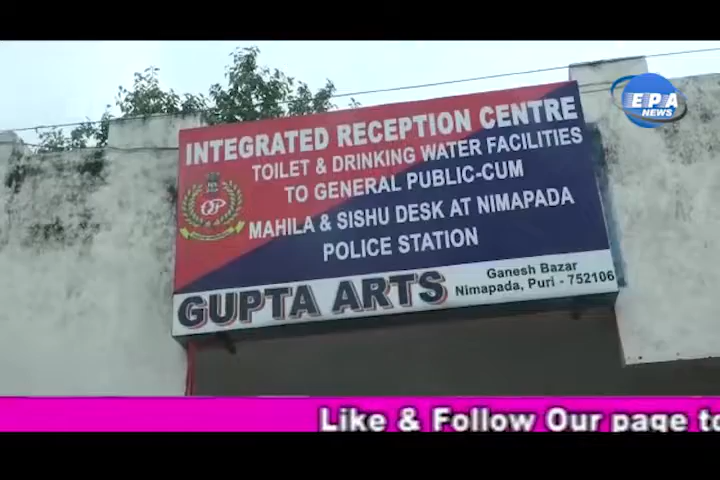 EPA
NEWS
INTEGRATED RECEPTION CENTRE
TOILET & DRINKING WATER FACILITIES
TO GENERAL PUBLIC-CUM
MAHILA & SISHU DESK AT NIMAPADA
POLICE STATION
OP
GUPTA ARTS
Ganesh Bazar
Nimapada, Puri - 752106
Like & Follow Our page to